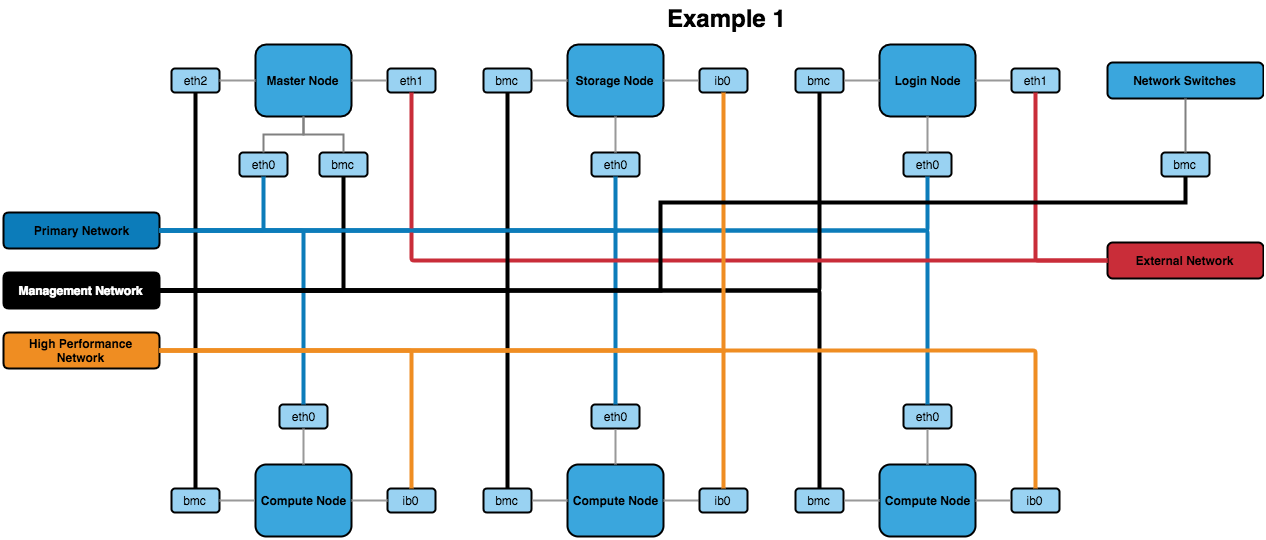 Example 1
eth2
Master Node
eth1
bmc
Storage Node
ib0
bmc
Login Node
eth1
Network Switches
eth0
bmc
eth0
eth0
bmc
Primary Network
Management Network
External Network
High Performance
Network
eth0
eth0
eth0
bmc
Compute Node
ib0
bmc
Compute Node
ib0
bmc
Compute Node
ib0